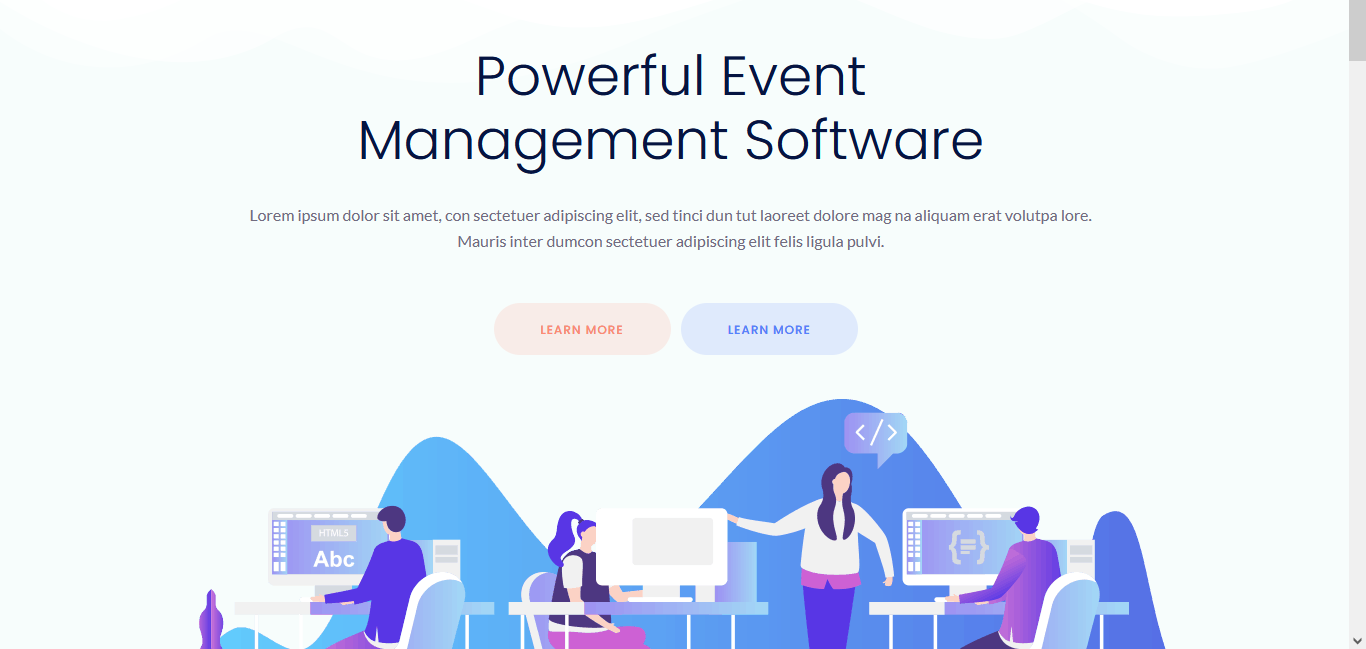 Powerful Event
Management Software
Lorem ipsum dolor sit amet, con sectetuer adipiscing elit, sed tinci dun tut laoreet dolore mag na aliquam erat volutpa lore.
Mauris inter dumcon sectetuer adipiscing elit felis ligula pulvi.
LEARN MORE LEARN MORE
</>
HTML5
Abc
{≡}